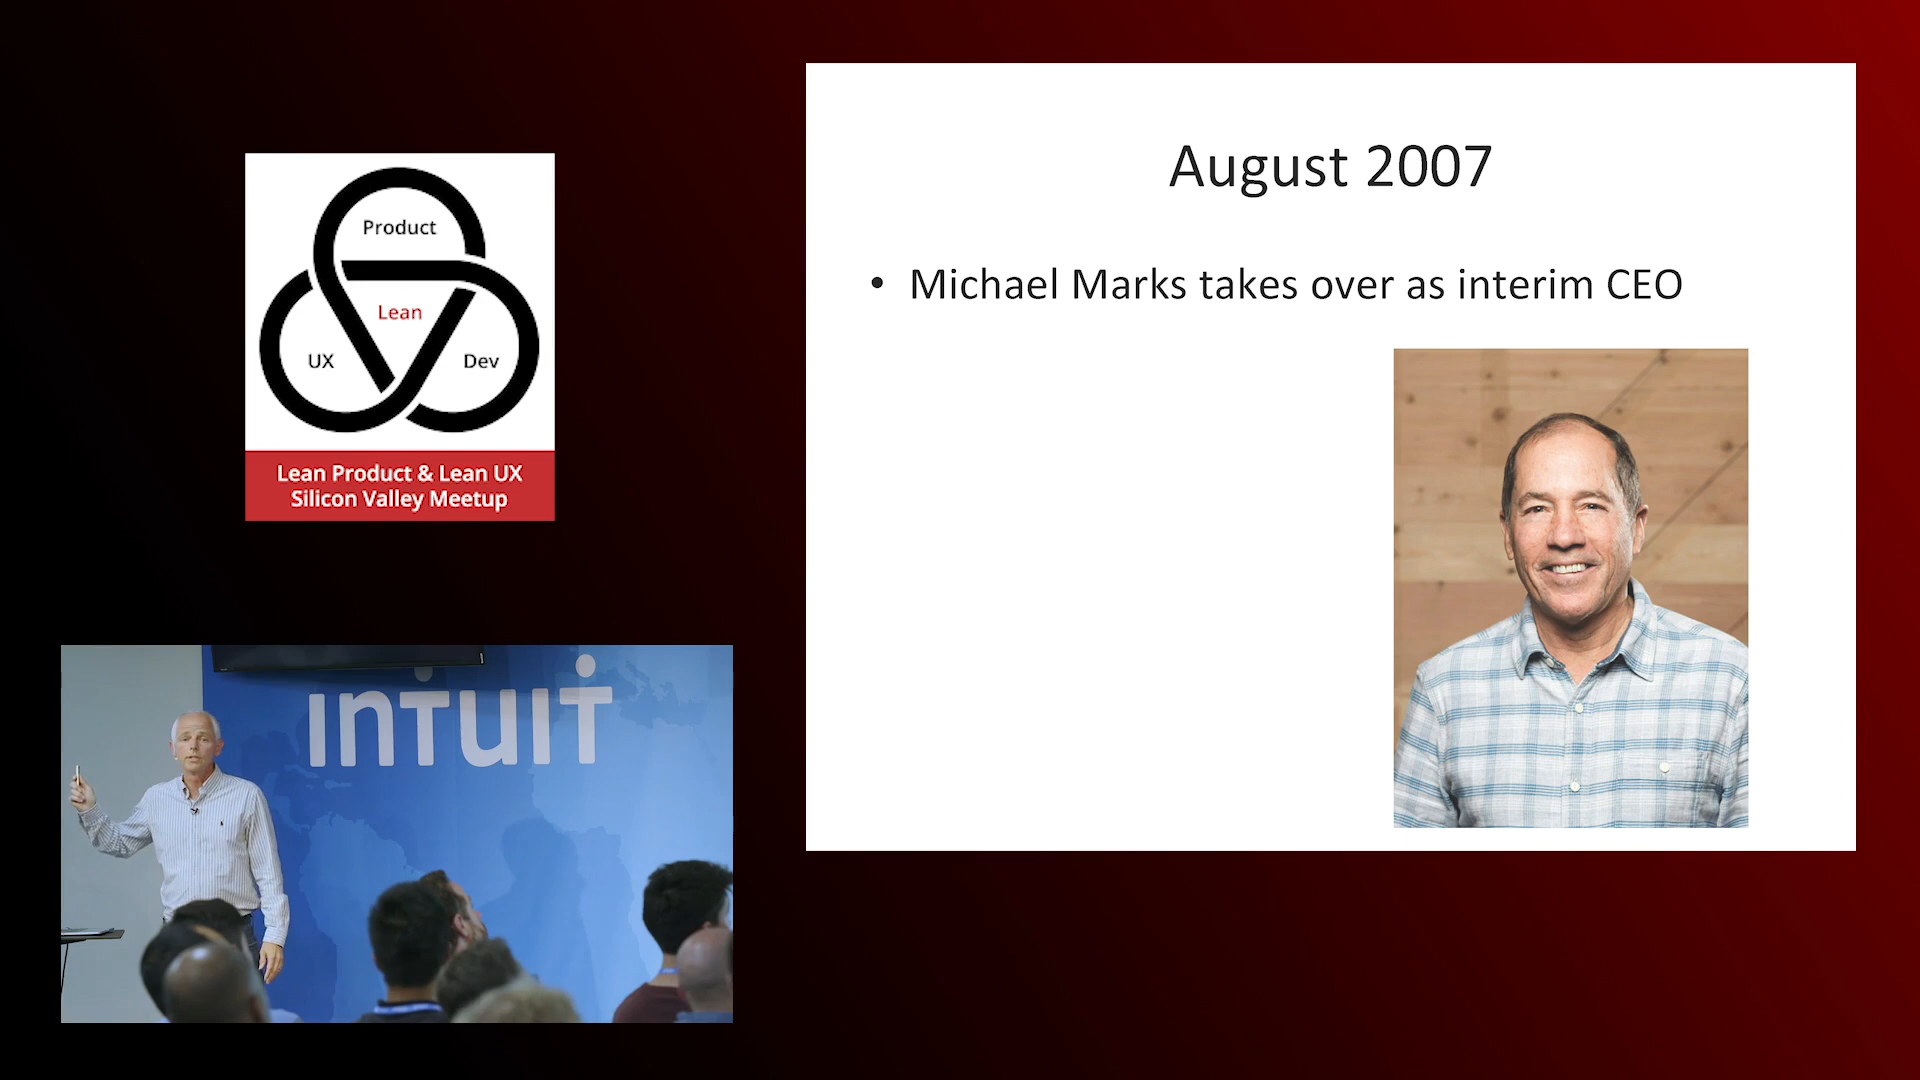 Product
Lean
UX
Dev
Lean Product & Lean UX
Silicon Valley Meetup
August 2007
• Michael Marks takes over as interim CEO
INTUIT